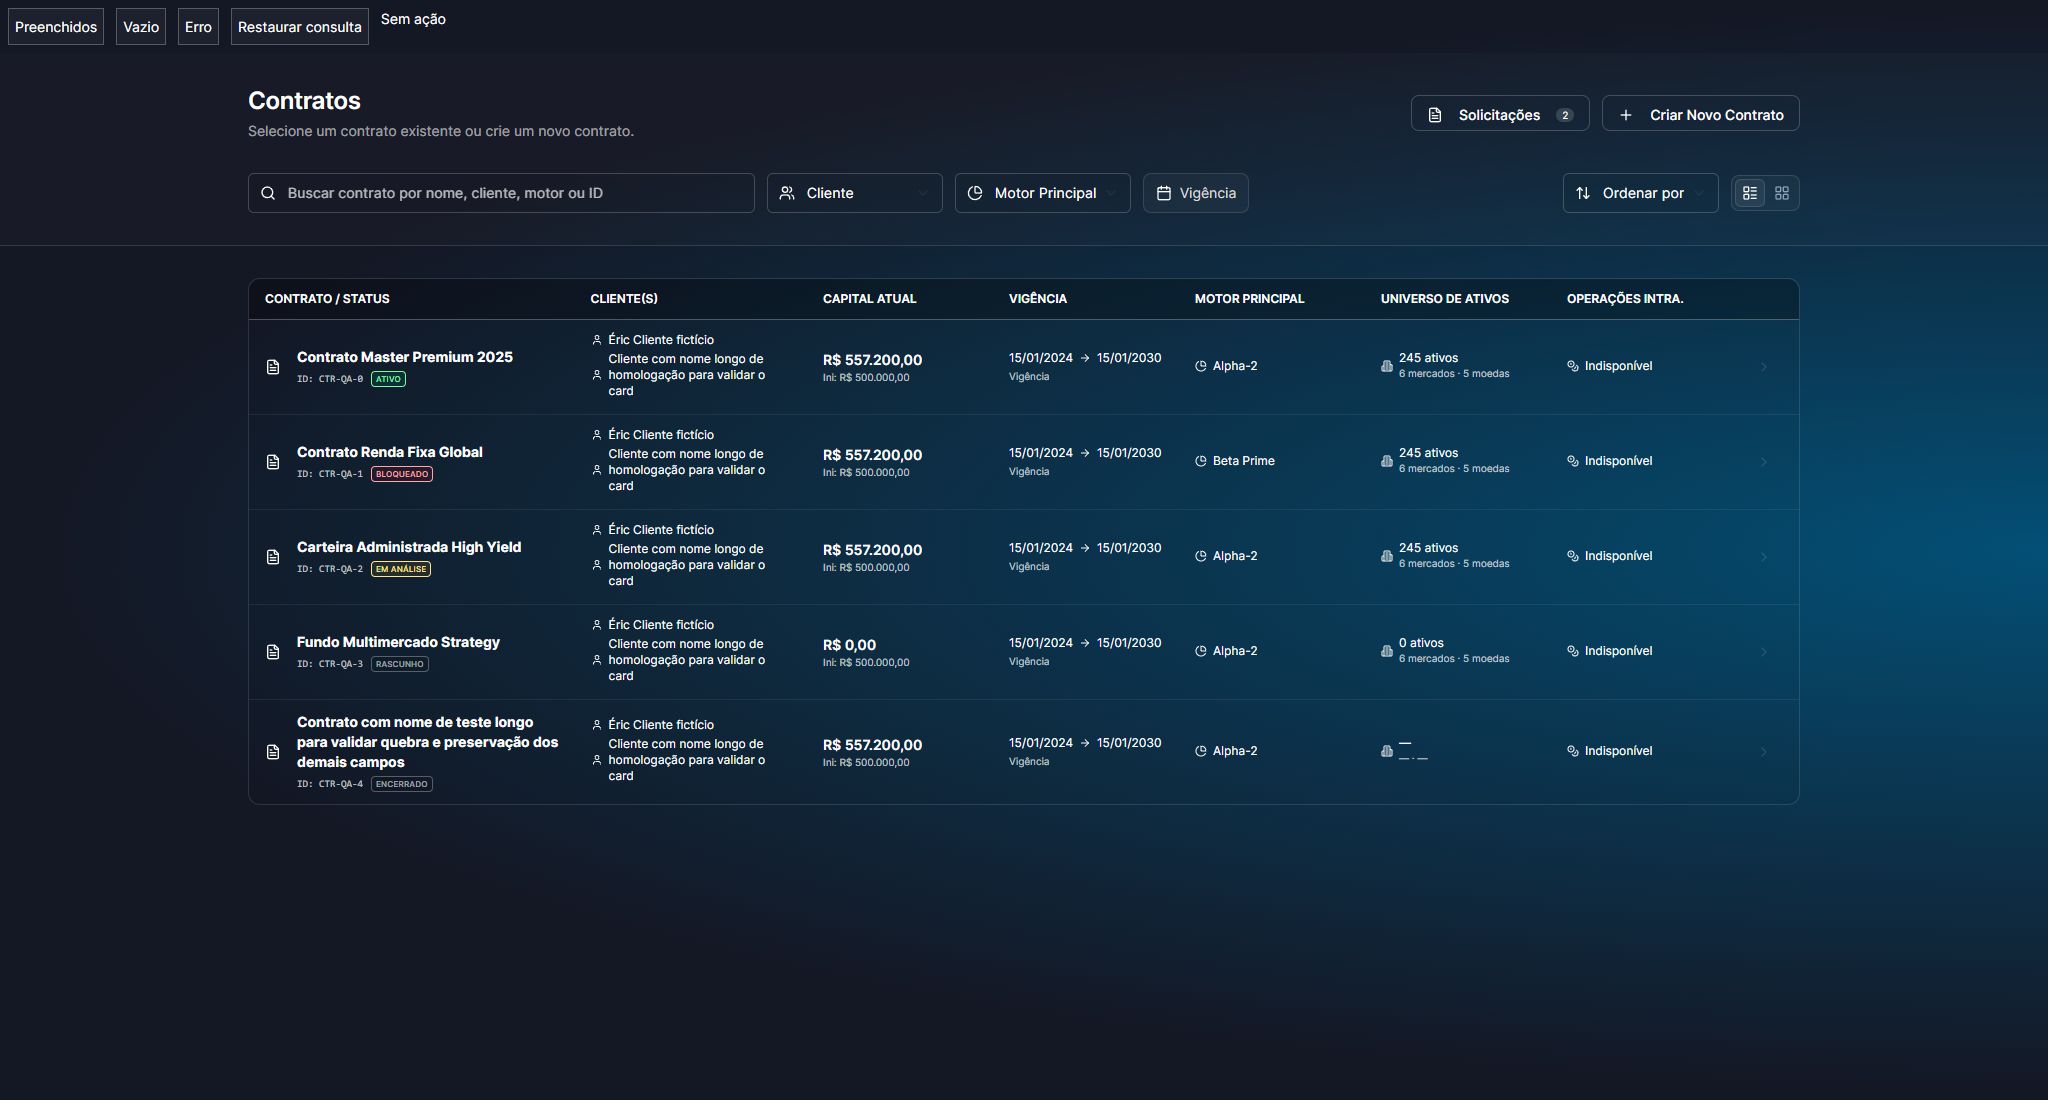 Preenchidos
Vazio
Erro
Restaurar consulta
Sem ação
Contratos
Selecione um contrato existente ou crie um novo contrato.
Solicitações 2
Criar Novo Contrato
Buscar contrato por nome, cliente, motor ou ID
Cliente
Motor Principal
Vigência
Ordenar por
CONTRATO / STATUS
CLIENTE(S)
CAPITAL ATUAL
VIGÊNCIA
MOTOR PRINCIPAL
UNIVERSO DE ATIVOS
OPERAÇÕES INTRA.
Contrato Master Premium 2025
ID: CTR-QA-0 ATIVO
Éric Cliente fictício
Cliente com nome longo de
homologação para validar o
card
R$ 557.200,00
Ini: R$ 500.000,00
15/01/2024 → 15/01/2030
Vigência
Alpha-2
245 ativos
6 mercados · 5 moedas
Indisponível
Contrato Renda Fixa Global
ID: CTR-QA-1 BLOQUEADO
Éric Cliente fictício
Cliente com nome longo de
homologação para validar o
card
R$ 557.200,00
Ini: R$ 500.000,00
15/01/2024 → 15/01/2030
Vigência
Beta Prime
245 ativos
6 mercados · 5 moedas
Indisponível
Carteira Administrada High Yield
ID: CTR-QA-2 EM ANÁLISE
Éric Cliente fictício
Cliente com nome longo de
homologação para validar o
card
R$ 557.200,00
Ini: R$ 500.000,00
15/01/2024 → 15/01/2030
Vigência
Alpha-2
245 ativos
6 mercados · 5 moedas
Indisponível
Fundo Multimercado Strategy
ID: CTR-QA-3 RASCUNHO
Éric Cliente fictício
Cliente com nome longo de
homologação para validar o
card
R$ 0,00
Ini: R$ 500.000,00
15/01/2024 → 15/01/2030
Vigência
Alpha-2
0 ativos
6 mercados · 5 moedas
Indisponível
Contrato com nome de teste longo
para validar quebra e preservação dos
demais campos
ID: CTR-QA-4 ENCERRADO
Éric Cliente fictício
Cliente com nome longo de
homologação para validar o
card
R$ 557.200,00
Ini: R$ 500.000,00
15/01/2024 → 15/01/2030
Vigência
Alpha-2
—
— · —
Indisponível